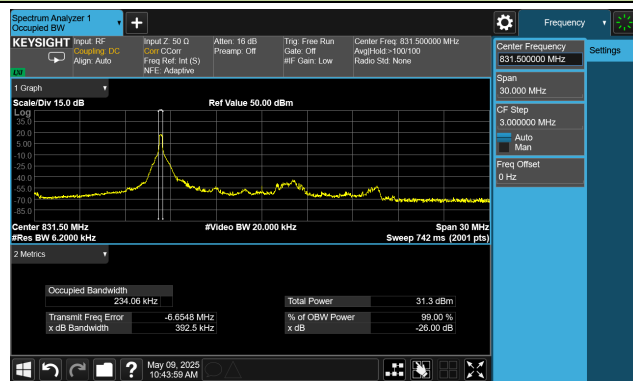 Spectrum Analyzer 1
Occupied BW
Frequency
KEYSIGHT
Input: RF
Coupling: DC
Align: Auto
Input Z: 50 Ω
Corr CCorr
Freq Ref: Int (S)
NFE: Adaptive
Atten: 16 dB
Preamp: Off
Trig: Free Run
Gate: Off
#IF Gain: Low
Center Freq: 831.500000 MHz
Avg|Hold:>100/100
Radio Std: None
Center Frequency
831.500000 MHz
Settings
Span
30.000 MHz
CF Step
3.000000 MHz
Auto
Man
Freq Offset
0 Hz
1 Graph
Scale/Div 15.0 dB
Ref Value 50.00 dBm
Log
35.0
20.0
5.00
-10.0
-25.0
-40.0
-55.0
-70.0
-85.0
Center 831.50 MHz
#Video BW 20.000 kHz
Span 30 MHz
#Res BW 6.2000 kHz
Sweep 742 ms (2001 pts)
2 Metrics
Occupied Bandwidth
234.06 kHz
Total Power
31.3 dBm
Transmit Freq Error
-6.6548 MHz
% of OBW Power
99.00 %
x dB Bandwidth
392.5 kHz
x dB
-26.00 dB
?
May 09, 2025
10:43:59 AM